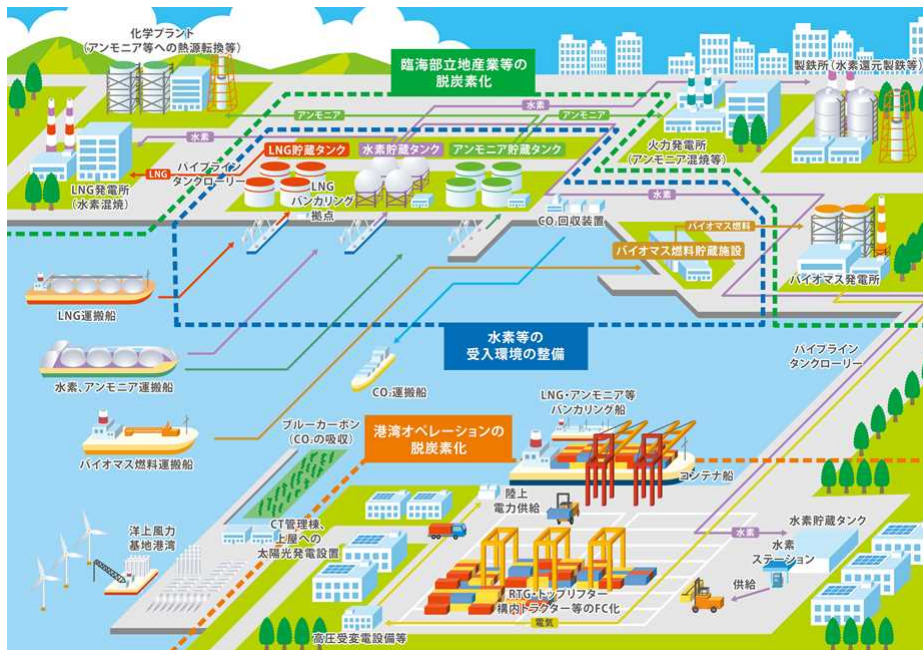 化学プラント
(アンモニア等への熱源転換等)
臨海部立地産業等の
脱炭素化
製鉄所(水素還元製鉄等)
水素
アンモニア
アンモニア
水素
火力発電所
(アンモニア混焼等)
LNG貯蔵タンク
水素貯蔵タンク
アンモニア貯蔵タンク
LNG
パイプライン
タンクローリー
LNG発電所
(水素混焼)
LNG
バンカリング
拠点
水素
CO₂回収装置
バイオマス燃料
バイオマス燃料貯蔵施設
バイオマス発電所
LNG運搬船
水素等の
受入環境の整備
パイプライン
タンクローリー
水素、アンモニア運搬船
CO₂運搬船
LNG・アンモニア等
バンカリング船
ブルーカーボン
(CO₂の吸収)
港湾オペレーションの
脱炭素化
バイオマス燃料運搬船
コンテナ船
陸上
電力供給
洋上風力
基地港湾
CT管理棟、
上屋への
太陽光発電設置
水素
水素貯蔵タンク
水素
ステーション
供給
RTG・トップリフター
構内トラクター等のFC化
電気
高圧受変電設備等